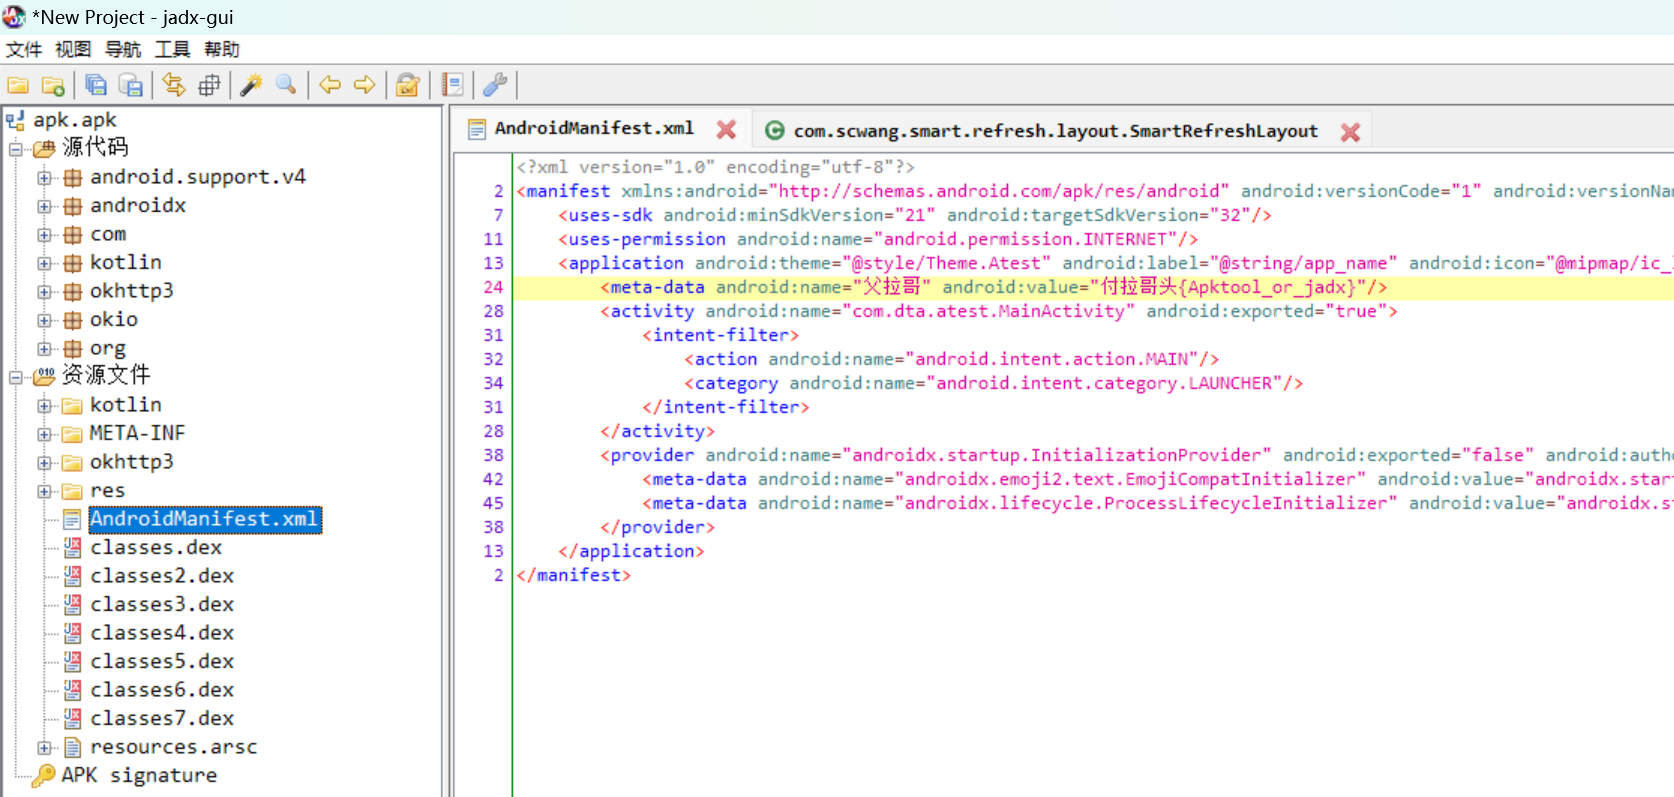 *New Project - jadx-gui
文件 视图 导航 工具 帮助
apk.apk
源代码
android.support.v4
androidx
com
kotlin
okhttp3
okio
org
资源文件
kotlin
META-INF
okhttp3
res
AndroidManifest.xml
classes.dex
classes2.dex
classes3.dex
classes4.dex
classes5.dex
classes6.dex
classes7.dex
resources.arsc
APK signature
AndroidManifest.xml com.scwang.smart.refresh.layout.SmartRefreshLayout
<?xml version="1.0" encoding="utf-8"?>
2 <manifest xmlns:android="http://schemas.android.com/apk/res/android" android:versionCode="1" android:versionNa
7 <uses-sdk android:minSdkVersion="21" android:targetSdkVersion="32"/>
11 <uses-permission android:name="android.permission.INTERNET"/>
13 <application android:theme="@style/Theme.Atest" android:label="@string/app_name" android:icon="@mipmap/ic_
24 <meta-data android:name="父拉哥" android:value="付拉哥头{Apktool_or_jadx}"/>
28 <activity android:name="com.dta.atest.MainActivity" android:exported="true">
31 <intent-filter>
32 <action android:name="android.intent.action.MAIN"/>
34 <category android:name="android.intent.category.LAUNCHER"/>
31 </intent-filter>
28 </activity>
38 <provider android:name="androidx.startup.InitializationProvider" android:exported="false" android:auth
42 <meta-data android:name="androidx.emoji2.text.EmojiCompatInitializer" android:value="androidx.star
45 <meta-data android:name="androidx.lifecycle.ProcessLifecycleInitializer" android:value="androidx.s
38 </provider>
13 </application>
2 </manifest>